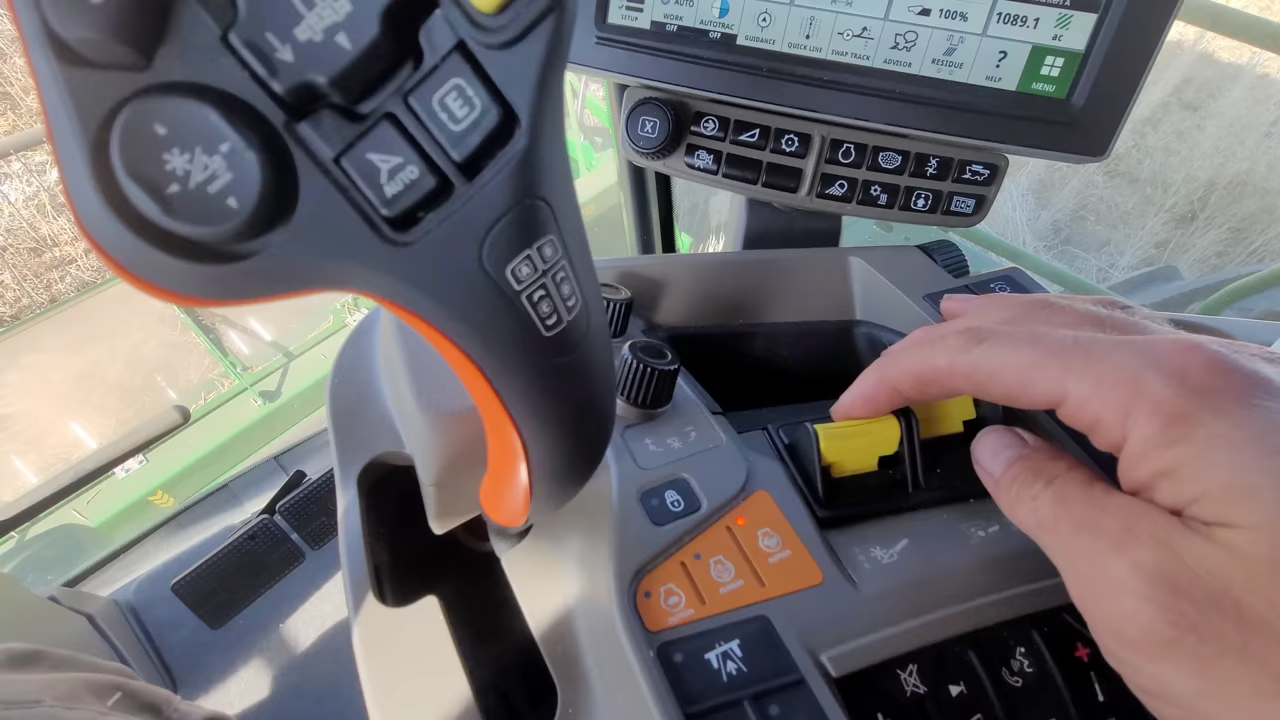 SETUP
AUTO
WORK
OFF
AUTOTRAC
OFF
GUIDANCE
QUICK LINE
SWAP TRACK
ADVISOR
RESIDUE
100%
?
HELP
1089.1
ac
MENU
X
E
AUTO
A
B